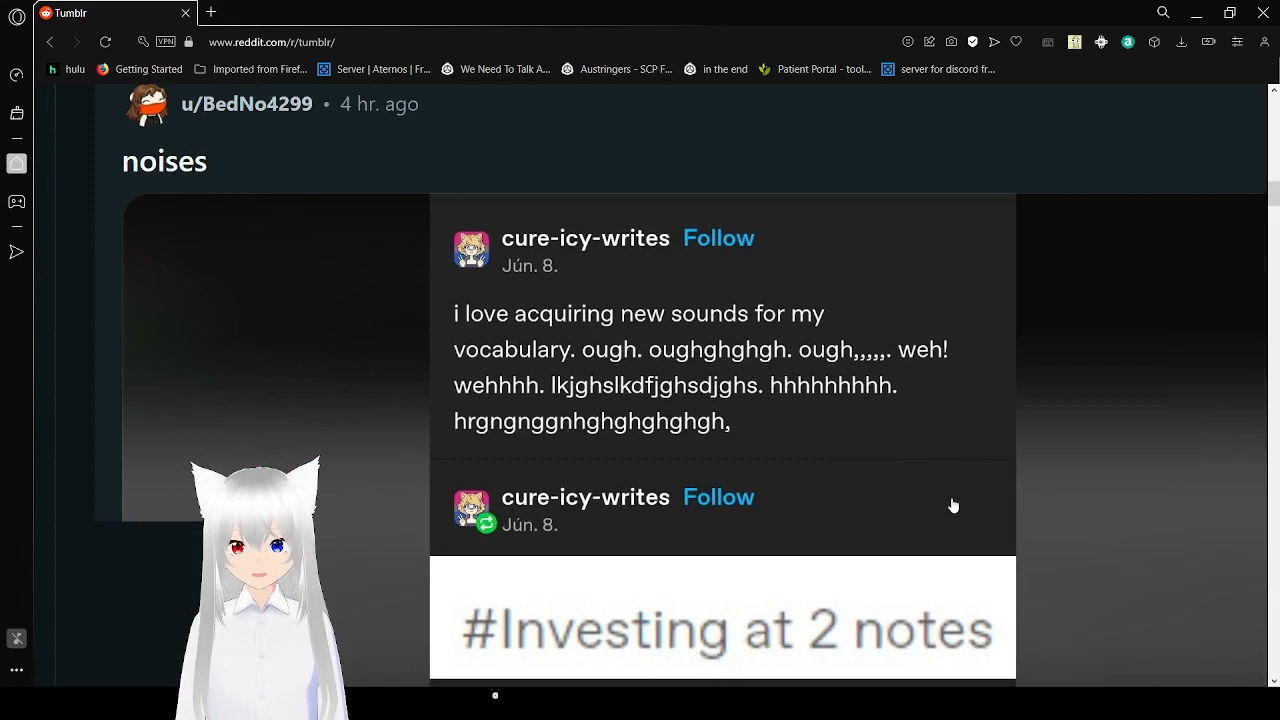 Tumblr
www.reddit.com/r/tumblr/
VPN
hulu
Getting Started
Imported from Firef...
Server | Aternos | Fr...
We Need To Talk A...
Austringers - SCP F...
in the end
Patient Portal - tool...
server for discord fr...
u/BedNo4299 • 4 hr. ago
noises
cure-icy-writes Follow
Jún. 8.
i love acquiring new sounds for my
vocabulary. ough. oughghghgh. ough,,,,,. weh!
wehhhh. lkjghslkdfjghsdjghs. hhhhhhhhh.
hrgngnggnhghghghghgh,
cure-icy-writes Follow
Jún. 8.
#Investing at 2 notes